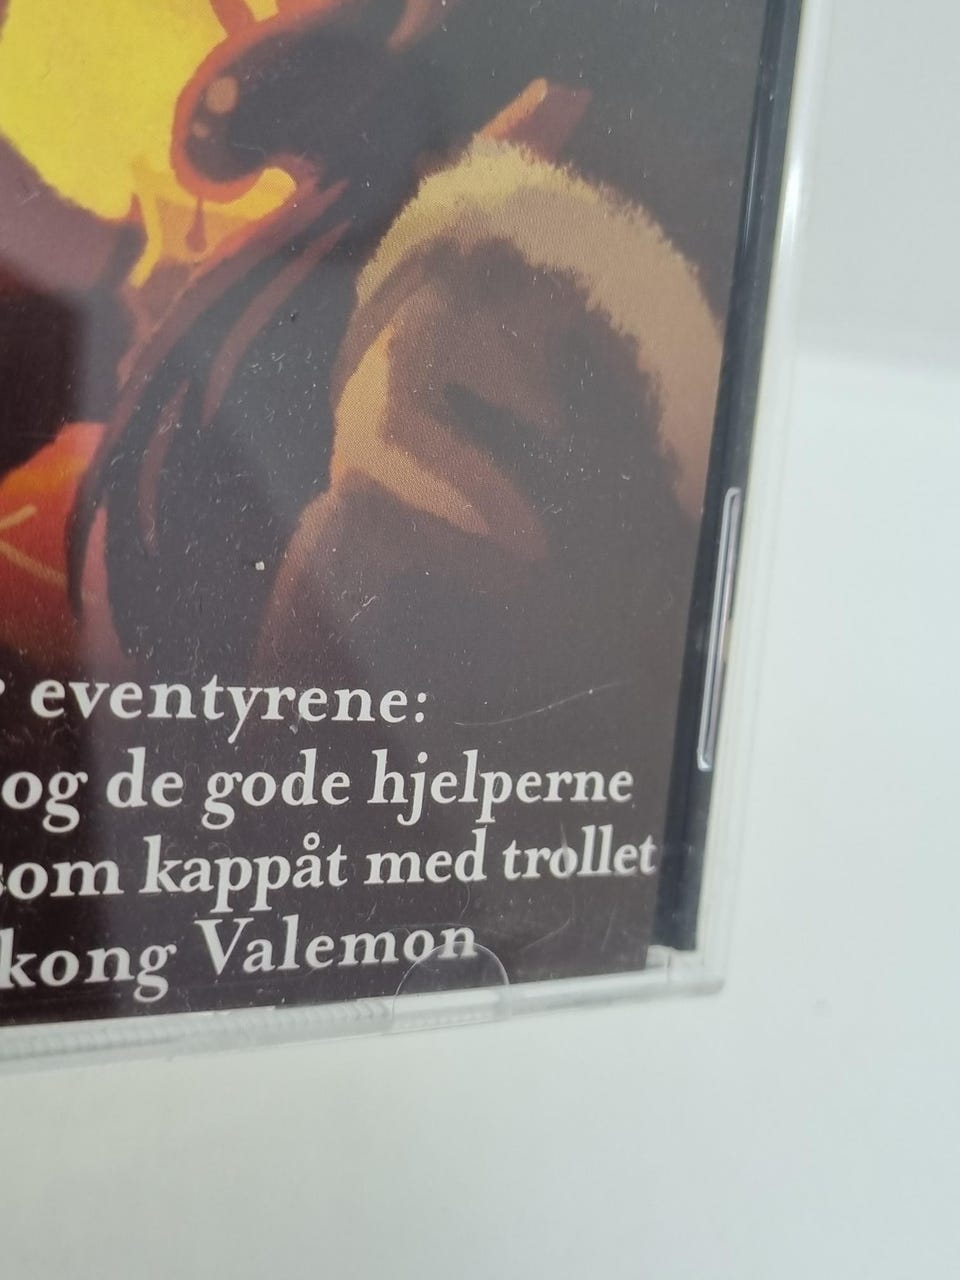 eventyrene:
og de gode hjelperne
som kappåt med trollet
kong Valemon